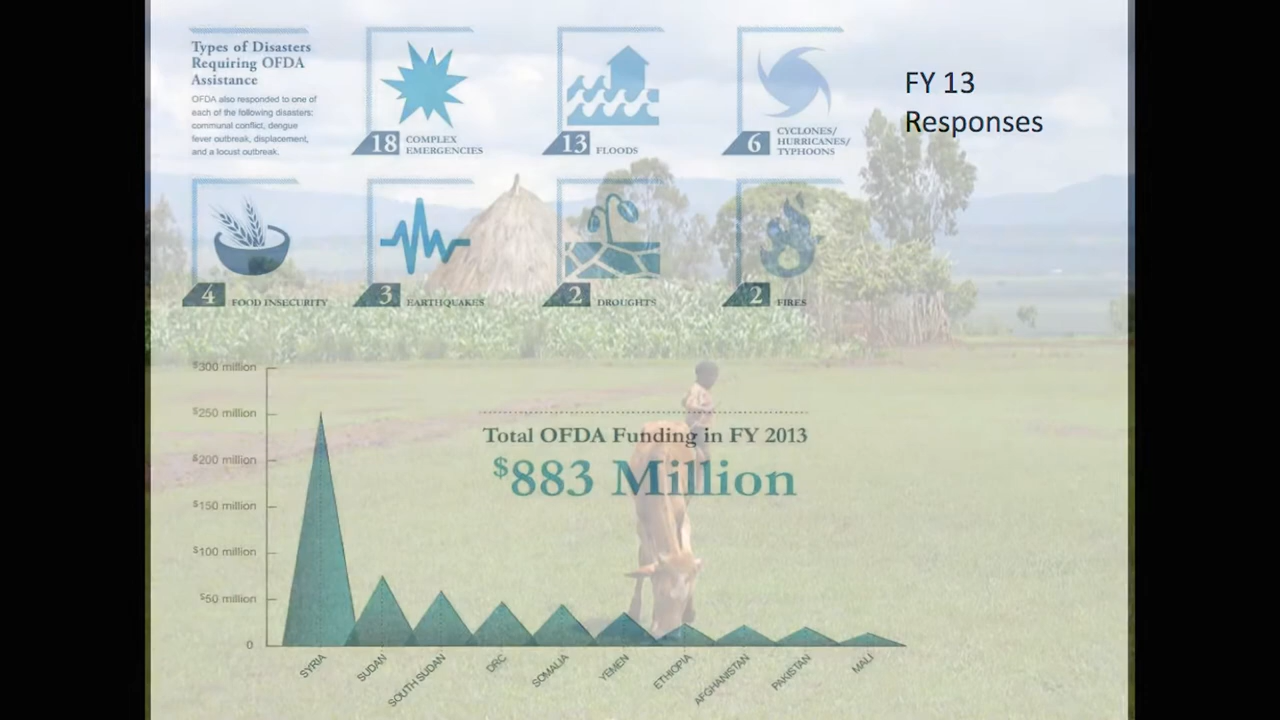 Types of Disasters
Requiring OFDA
Assistance
OFDA also responded to one of
each of the following disasters:
communal conflict, dengue
fever outbreak, displacement,
and a locust outbreak.
18 COMPLEX
EMERGENCIES
13 FLOODS
6 CYCLONES/
HURRICANES/
TYPHOONS
FY 13
Responses
4 FOOD INSECURITY
3 EARTHQUAKES
2 DROUGHTS
2 FIRES
$300 million
$250 million
$200 million
$150 million
$100 million
$50 million
0
Total OFDA Funding in FY 2013
$883 Million
SYRIA
SUDAN
SOUTH SUDAN
DRC
SOMALIA
YEMEN
ETHIOPIA
AFGHANISTAN
PAKISTAN
MALI